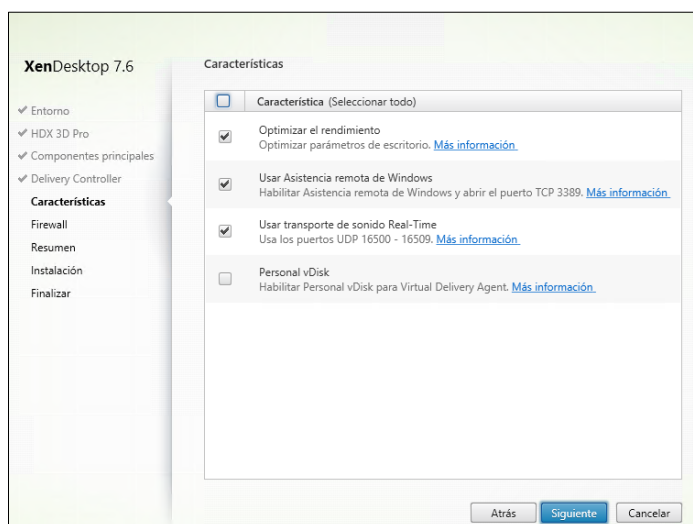 XenDesktop 7.6
Entorno
HDX 3D Pro
Componentes principales
Delivery Controller
Características
Firewall
Resumen
Instalación
Finalizar
Características
Característica (Seleccionar todo)
Optimizar el rendimiento
Optimizar parámetros de escritorio. Más información
Usar Asistencia remota de Windows
Habilitar Asistencia remota de Windows y abrir el puerto TCP 3389. Más información
Usar transporte de sonido Real-Time
Usa los puertos UDP 16500 - 16509. Más información
Personal vDisk
Habilitar Personal vDisk para Virtual Delivery Agent. Más información
Atrás
Siguiente
Cancelar